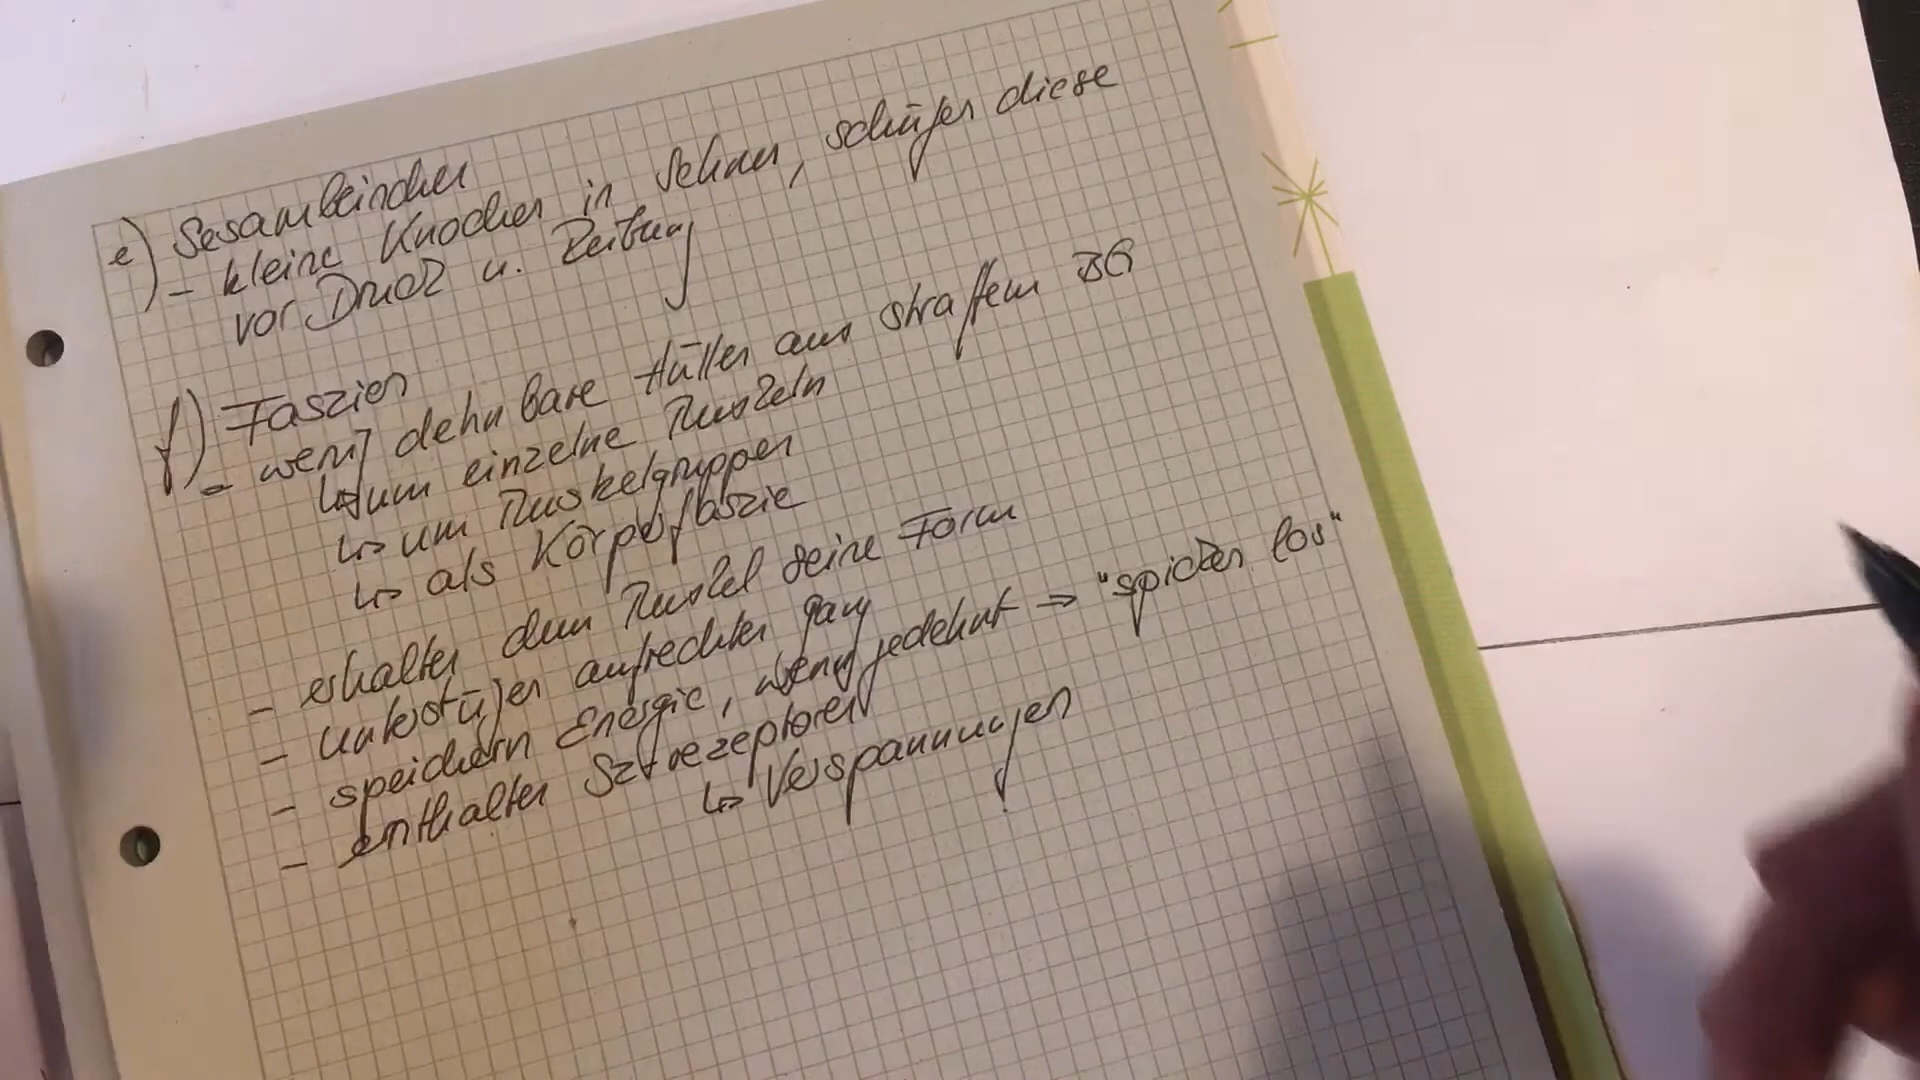 e) Sesambeinchen
- kleine Knochen in Sehnen, schützen diese
vor Druck u. Reibung
f) Faszien
- wenig dehnbare Hüllen aus straffem BG
↳ um einzelne Muskeln
↳ um Muskelgruppen
↳ als Körperfaszie
- erhalten dem Muskel seine Form
- unterstützen aufrechten Gang
- speichern Energie, wenn gedehnt ⇒ "spicken los"
- enthalten rezeptoren
↳ Verspannungen